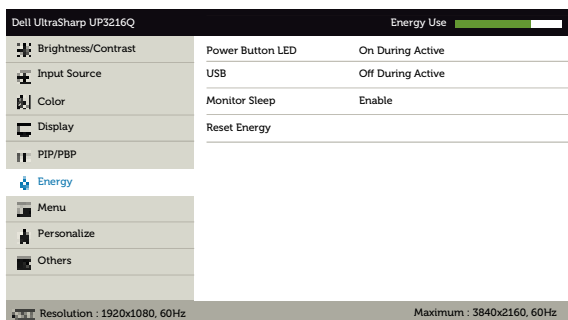 Dell UltraSharp UP3216Q Energy Use
Brightness/Contrast Power Button LED On During Active
Input Source USB Off During Active
Color Monitor Sleep Enable
Display Reset Energy
PIP/PBP
Energy
Menu
Personalize
Others
Resolution : 1920x1080, 60Hz Maximum : 3840x2160, 60Hz